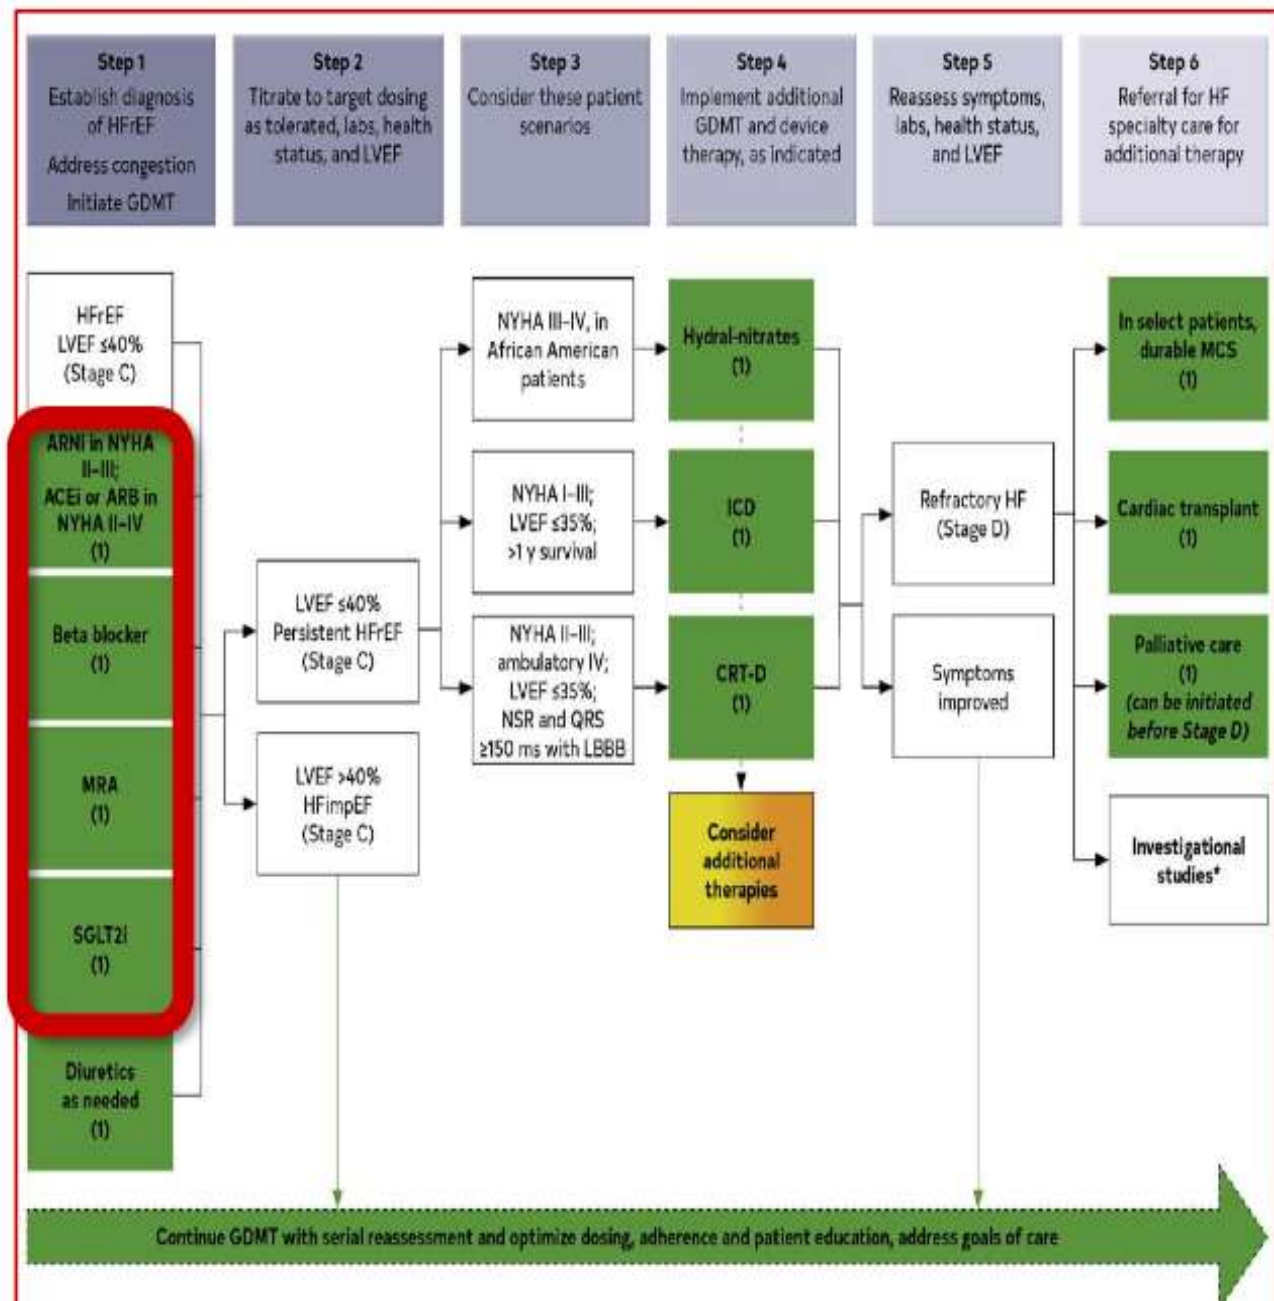 Step 1
Establish diagnosis
of HFrEF
Address congestion
Initiate GDMT
Step 2
Titrate to target dosing
as tolerated, labs, health
status, and LVEF
Step 3
Consider these patient
scenarios
Step 4
Implement additional
GDMT and device
therapy, as indicated
Step 5
Reassess symptoms,
labs, health status,
and LVEF
Step 6
Referral for HF
specialty care for
additional therapy
HFrEF
LVEF ≤40%
(Stage C)
ARNi in NYHA
II–III;
ACEi or ARB in
NYHA II–IV
(1)
Beta blocker
(1)
MRA
(1)
SGLT2i
(1)
Diuretics
as needed
(1)
LVEF ≤40%
Persistent HFrEF
(Stage C)
LVEF >40%
HFimpEF
(Stage C)
NYHA III–IV, in
African American
patients
NYHA I–III;
LVEF ≤35%;
>1 y survival
NYHA II–III;
ambulatory IV;
LVEF ≤35%;
NSR and QRS
≥150 ms with LBBB
Hydral-nitrates
(1)
ICD
(1)
CRT-D
(1)
Consider
additional
therapies
Refractory HF
(Stage D)
Symptoms
improved
In select patients,
durable MCS
(1)
Cardiac transplant
(1)
Palliative care
(1)
(can be initiated
before Stage D)
Investigational
studies*
Continue GDMT with serial reassessment and optimize dosing, adherence and patient education, address goals of care